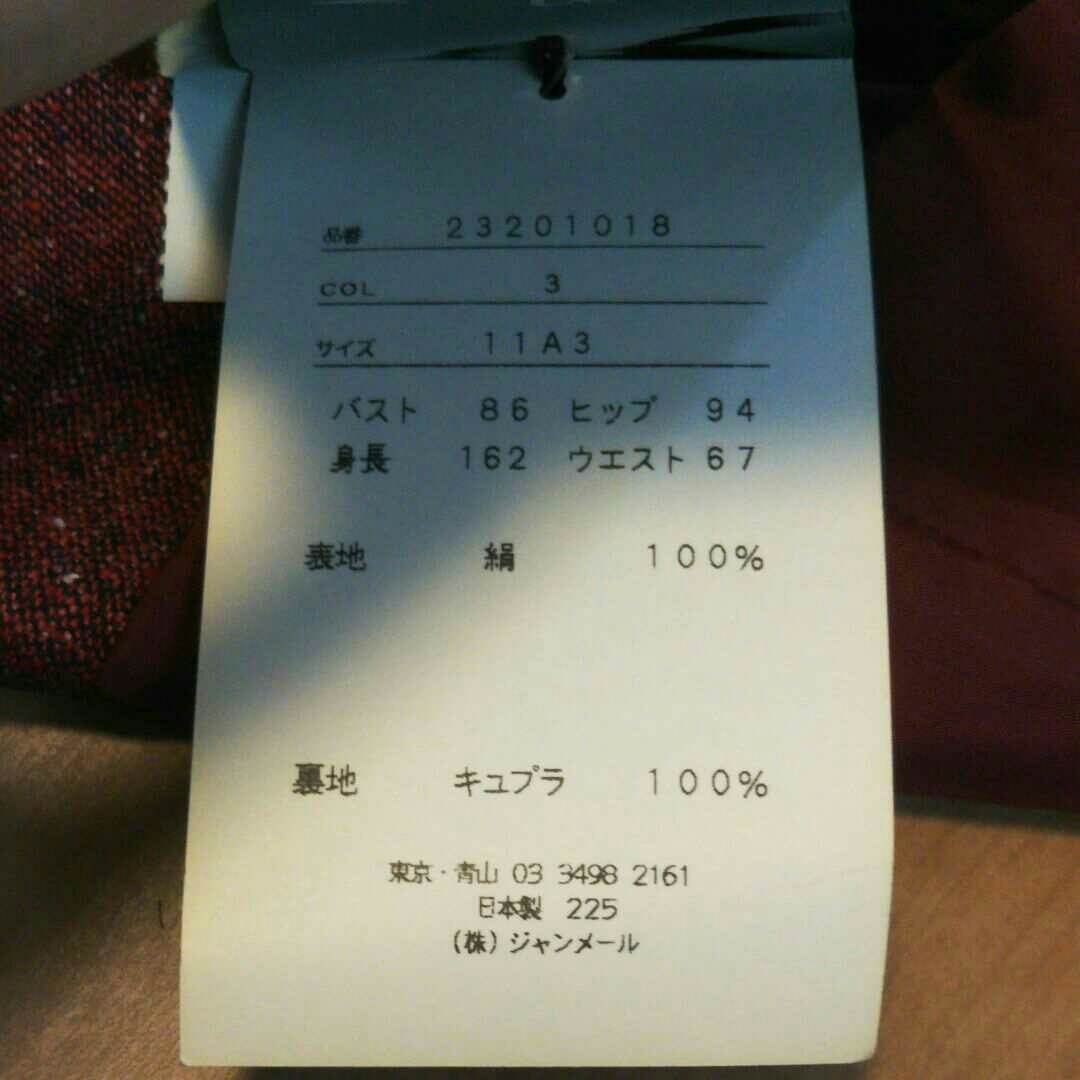 品番 23201018
COL 3
サイズ 11A3
バスト 86 ヒップ 94
身長 162 ウエスト 67
表地 絹 100%
裏地 キュプラ 100%
東京・青山 03 3498 2161
日本製 225
(株)ジャンメール